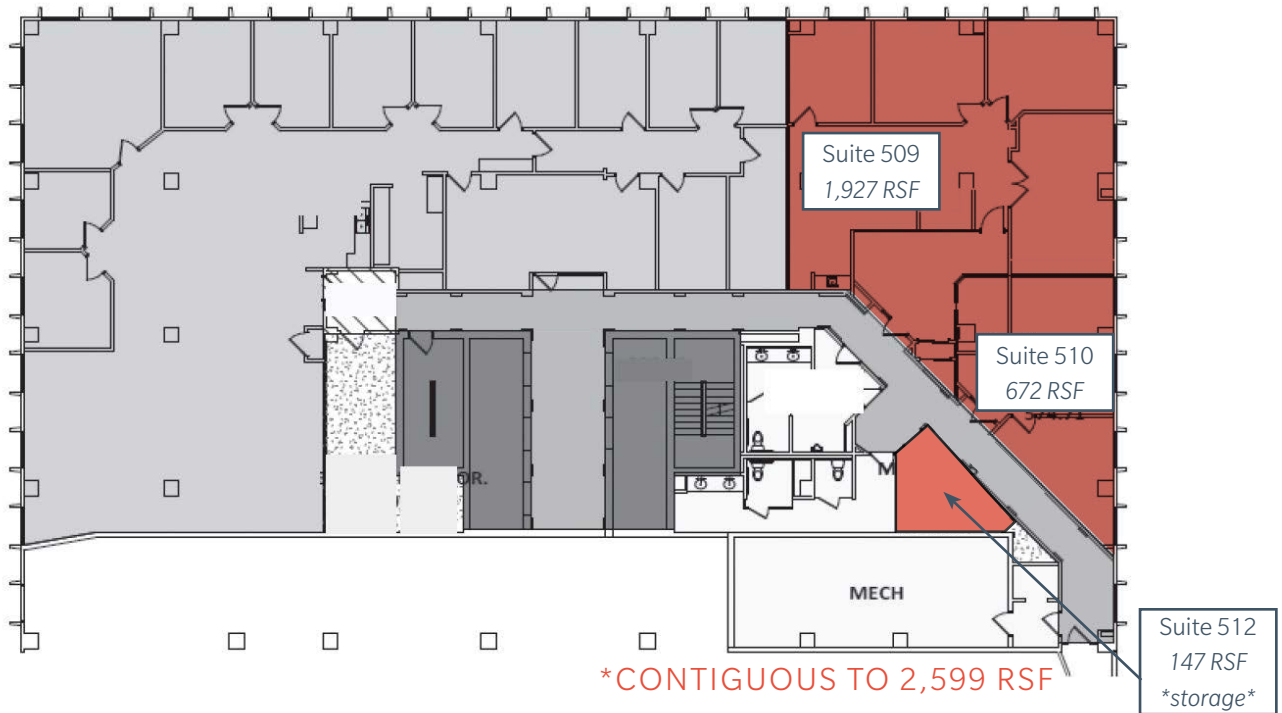 Suite 509
1,927 RSF
Suite 510
672 RSF
OR.
M
MECH
Suite 512
147 RSF
*storage*
*CONTIGUOUS TO 2,599 RSF